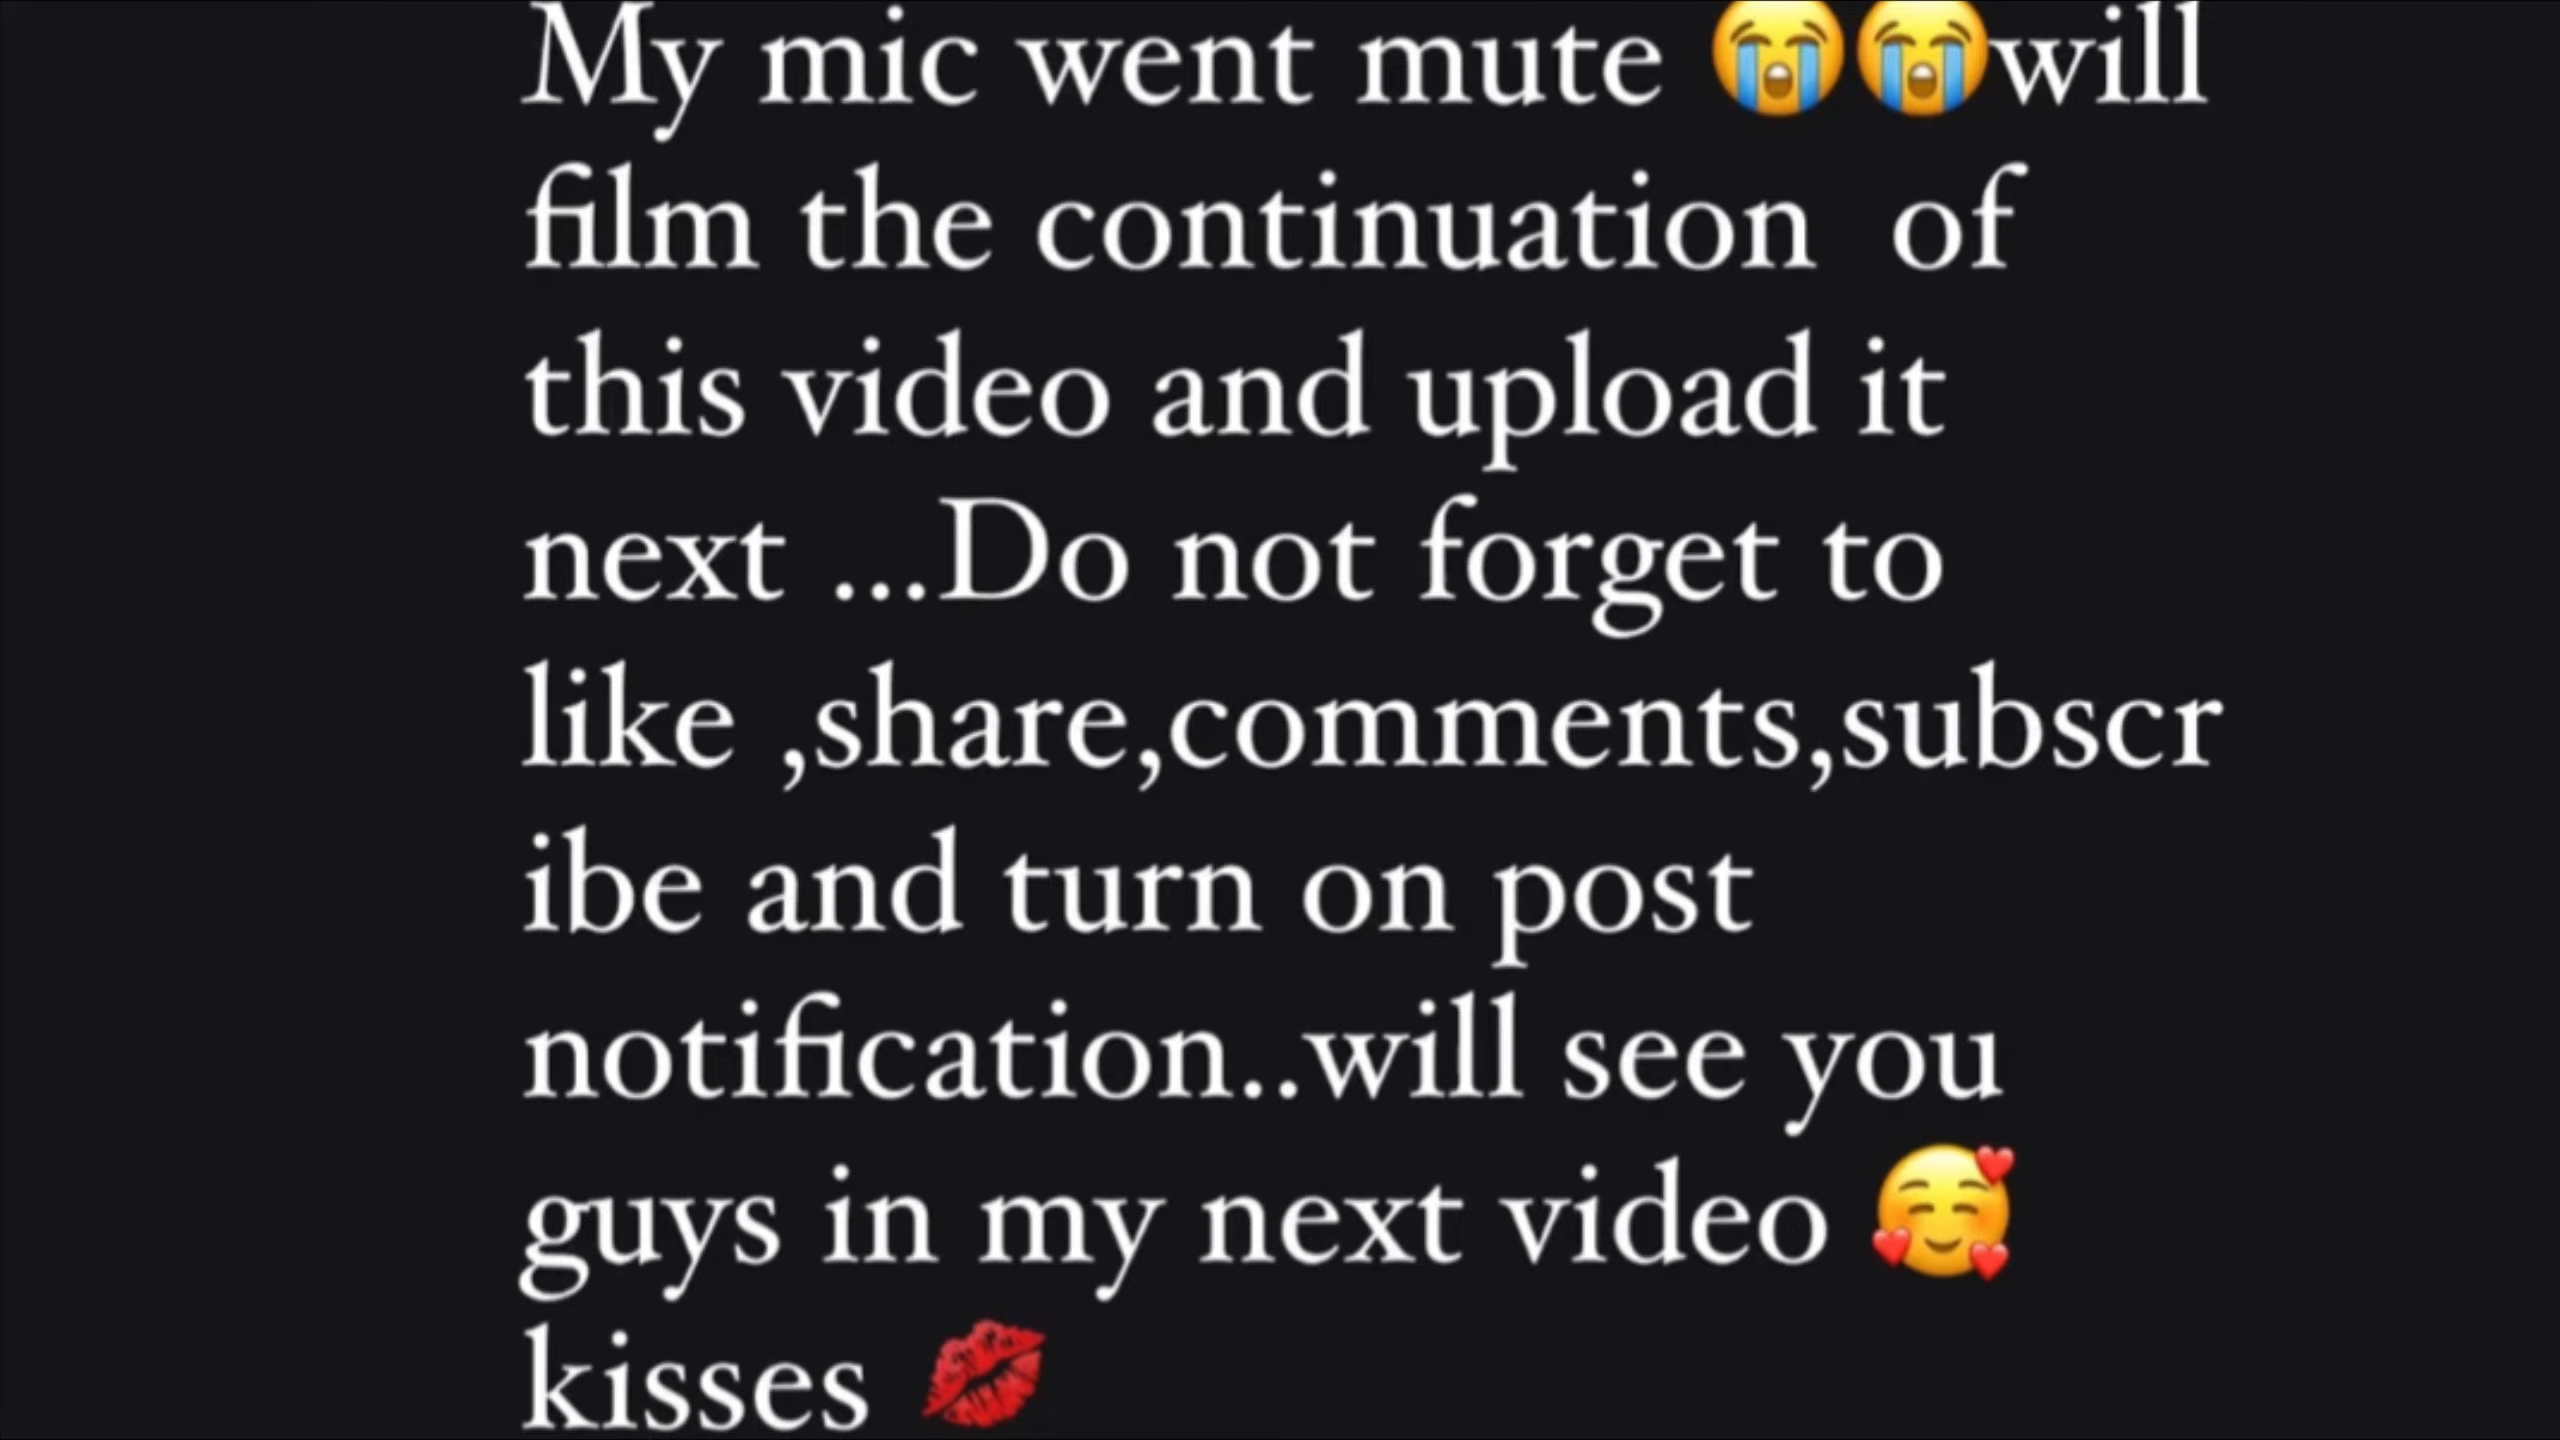 My mic went mute 😭😭will
film the continuation  of
this video and upload it
next ...Do not forget to
like ,share,comments,subscr
ibe and turn on post
notification..will see you
guys in my next video 🥰
kisses 💋